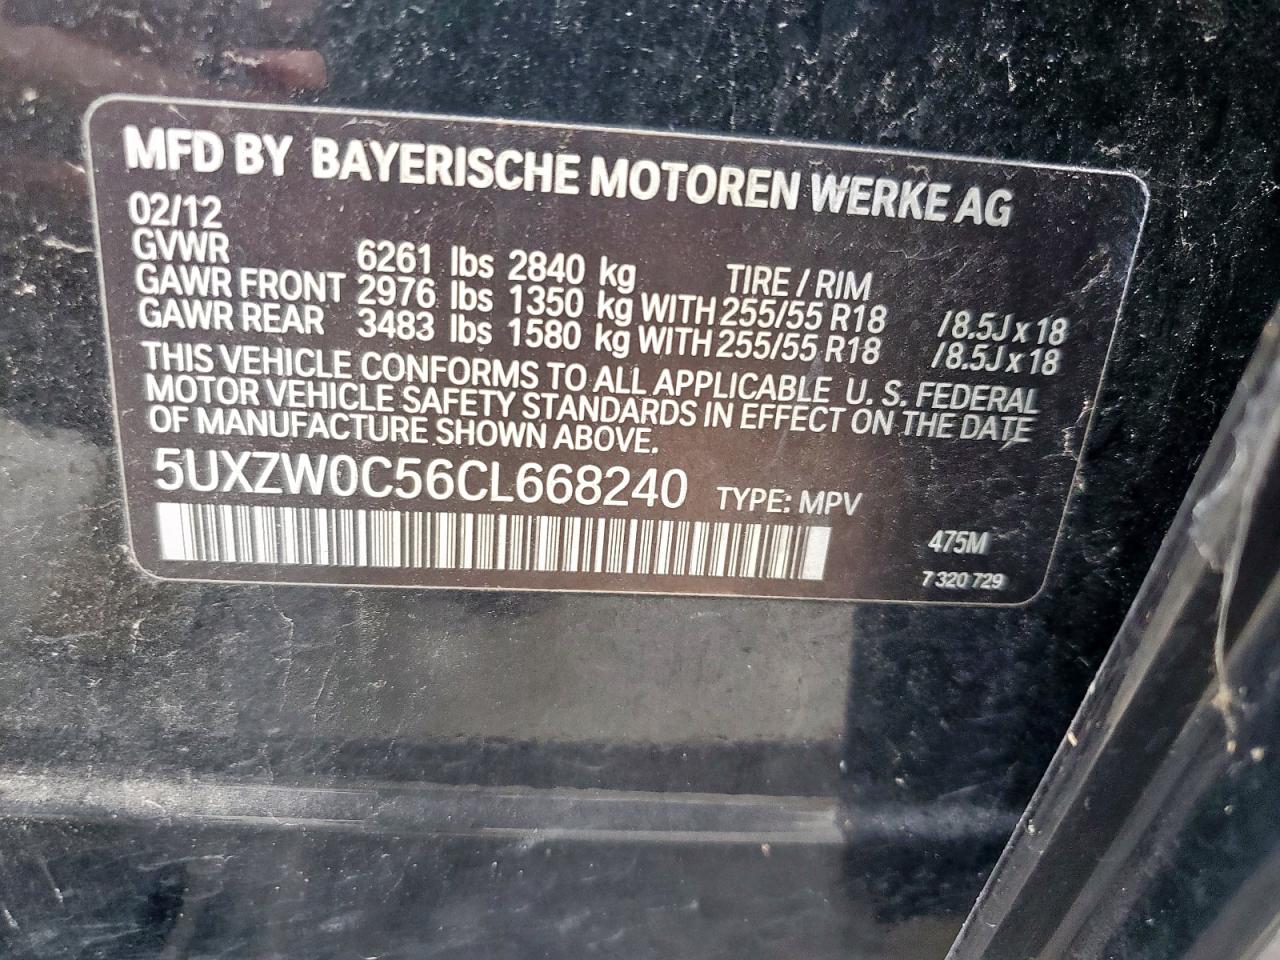 MFD BY BAYERISCHE MOTOREN WERKE AG
02/12
GVWR 6261 lbs 2840 kg TIRE / RIM
GAWR FRONT 2976 lbs 1350 kg WITH 255/55 R18 /8.5J x 18
GAWR REAR 3483 lbs 1580 kg WITH 255/55 R18 /8.5J x 18
THIS VEHICLE CONFORMS TO ALL APPLICABLE U. S. FEDERAL
MOTOR VEHICLE SAFETY STANDARDS IN EFFECT ON THE DATE
OF MANUFACTURE SHOWN ABOVE.
5UXZW0C56CL668240 TYPE: MPV
475M
7 320 729